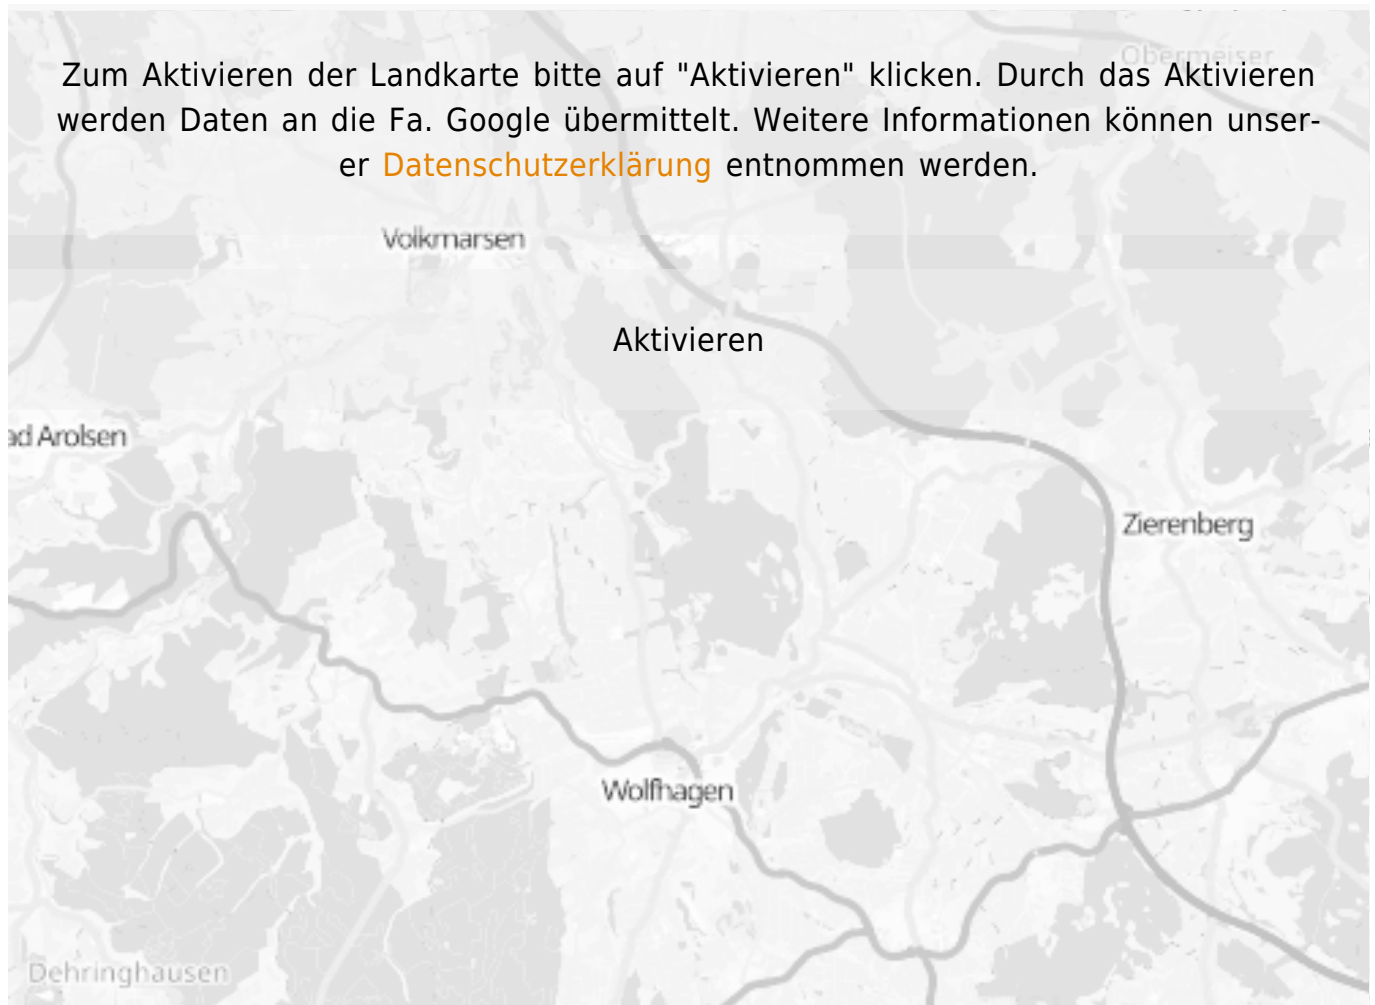 Obermeiser
Zum Aktivieren der Landkarte bitte auf "Aktivieren" klicken. Durch das Aktivieren
werden Daten an die Fa. Google übermittelt. Weitere Informationen können unser-
er Datenschutzerklärung entnommen werden.
Volkmarsen
Aktivieren
ad Arolsen
Zierenberg
Wolfhagen
Dehringhausen